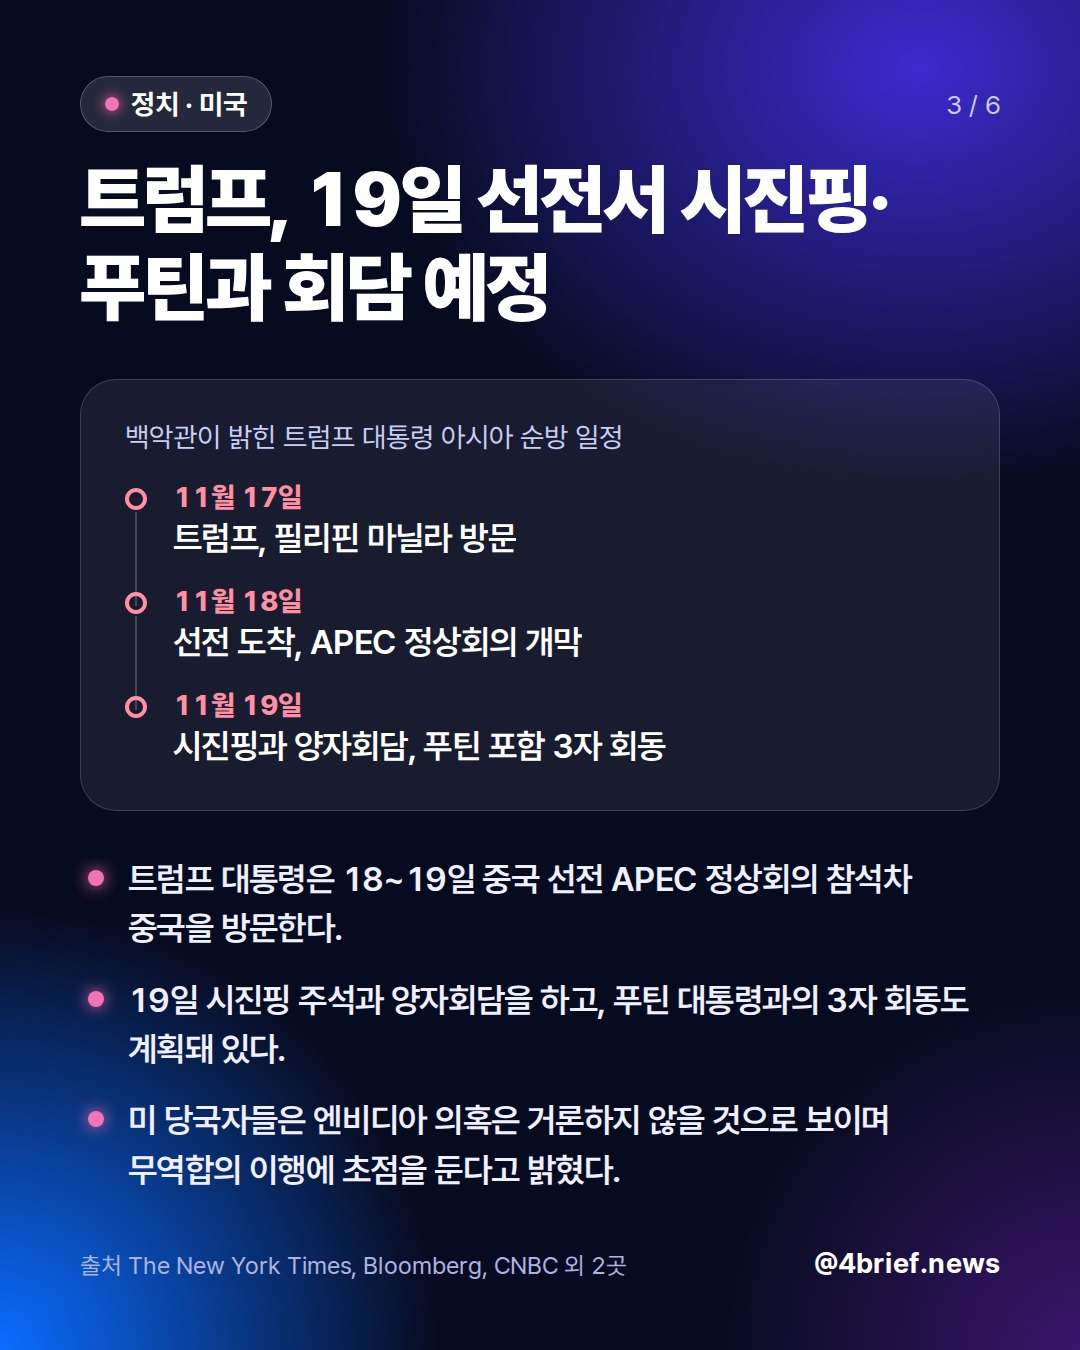 정치 · 미국
3 / 6
트럼프, 19일 선전서 시진핑·
푸틴과 회담 예정
백악관이 밝힌 트럼프 대통령 아시아 순방 일정
11월 17일
트럼프, 필리핀 마닐라 방문
11월 18일
선전 도착, APEC 정상회의 개막
11월 19일
시진핑과 양자회담, 푸틴 포함 3자 회동
트럼프 대통령은 18~19일 중국 선전 APEC 정상회의 참석차
중국을 방문한다.
19일 시진핑 주석과 양자회담을 하고, 푸틴 대통령과의 3자 회동도
계획돼 있다.
미 당국자들은 엔비디아 의혹은 거론하지 않을 것으로 보이며
무역합의 이행에 초점을 둔다고 밝혔다.
출처 The New York Times, Bloomberg, CNBC 외 2곳
@4brief.news